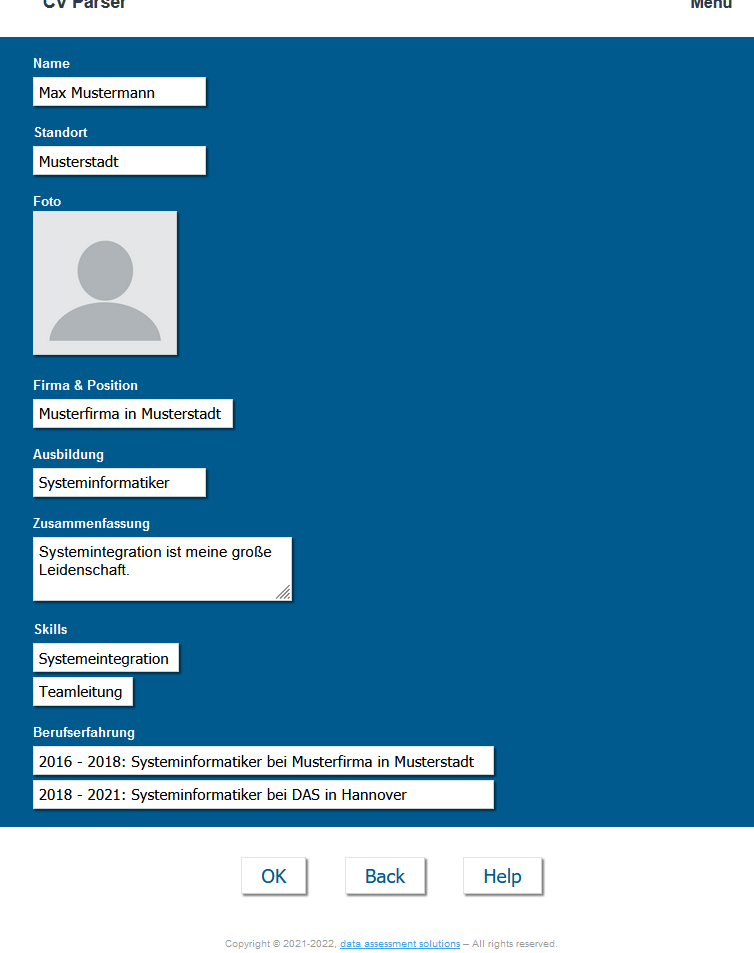 CV Parser
Menu
Name
Max Mustermann
Standort
Musterstadt
Foto
Firma & Position
Musterfirma in Musterstadt
Ausbildung
Systeminformatiker
Zusammenfassung
Systemintegration ist meine große
Leidenschaft.
Skills
Systemeintegration
Teamleitung
Berufserfahrung
2016 - 2018: Systeminformatiker bei Musterfirma in Musterstadt
2018 - 2021: Systeminformatiker bei DAS in Hannover
OK
Back
Help
Copyright © 2021-2022, data assessment solutions – All rights reserved.